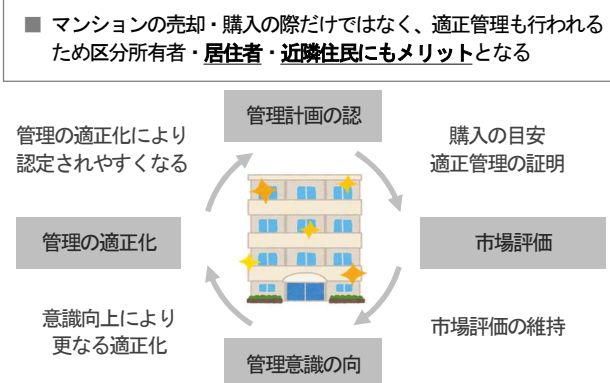 ■ マンションの売却・購入の際だけではなく、適正管理も行われる
ため区分所有者・居住者・近隣住民にもメリットとなる
管理計画の認
管理の適正化により
認定されやすくなる
購入の目安
適正管理の証明
管理の適正化
市場評価
意識向上により
更なる適正化
市場評価の維持
管理意識の向